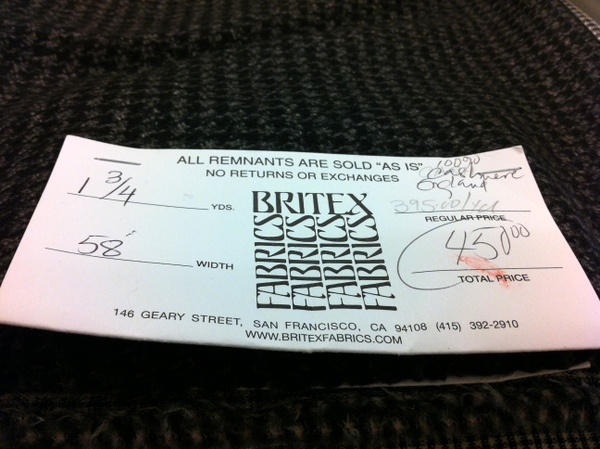 ALL REMNANTS ARE SOLD "AS IS"
NO RETURNS OR EXCHANGES
100%
Cashmere
1 3/4 YDS.
58" WIDTH
BRITEX
FABRICS FABRICS FABRICS FABRICS
395.00/yd
REGULAR PRICE
45.00
TOTAL PRICE
146 GEARY STREET, SAN FRANCISCO, CA 94108 (415) 392-2910
WWW.BRITEXFABRICS.COM